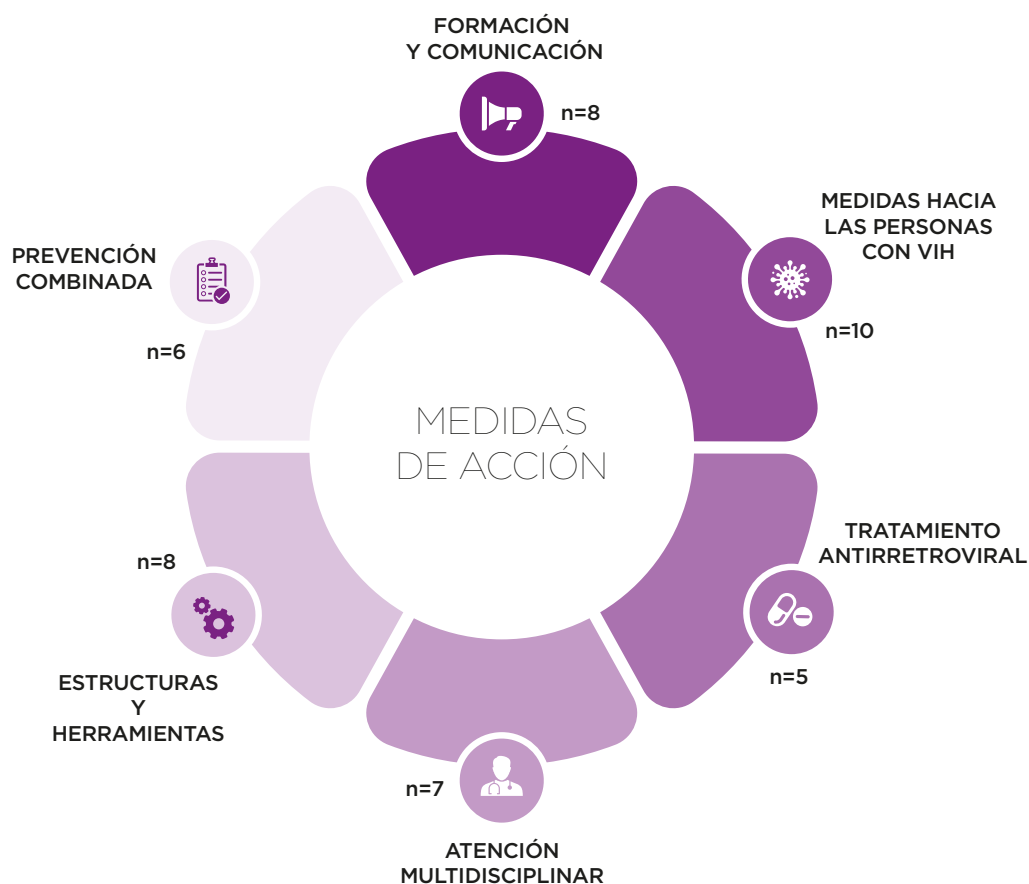 FORMACIÓN
Y COMUNICACIÓN
n=8
MEDIDAS HACIA
LAS PERSONAS
CON VIH
n=10
TRATAMIENTO
ANTIRRETROVIRAL
n=5
ATENCIÓN
MULTIDISCIPLINAR
n=7
ESTRUCTURAS
Y
HERRAMIENTAS
n=8
PREVENCIÓN
COMBINADA
n=6
MEDIDAS
DE ACCIÓN